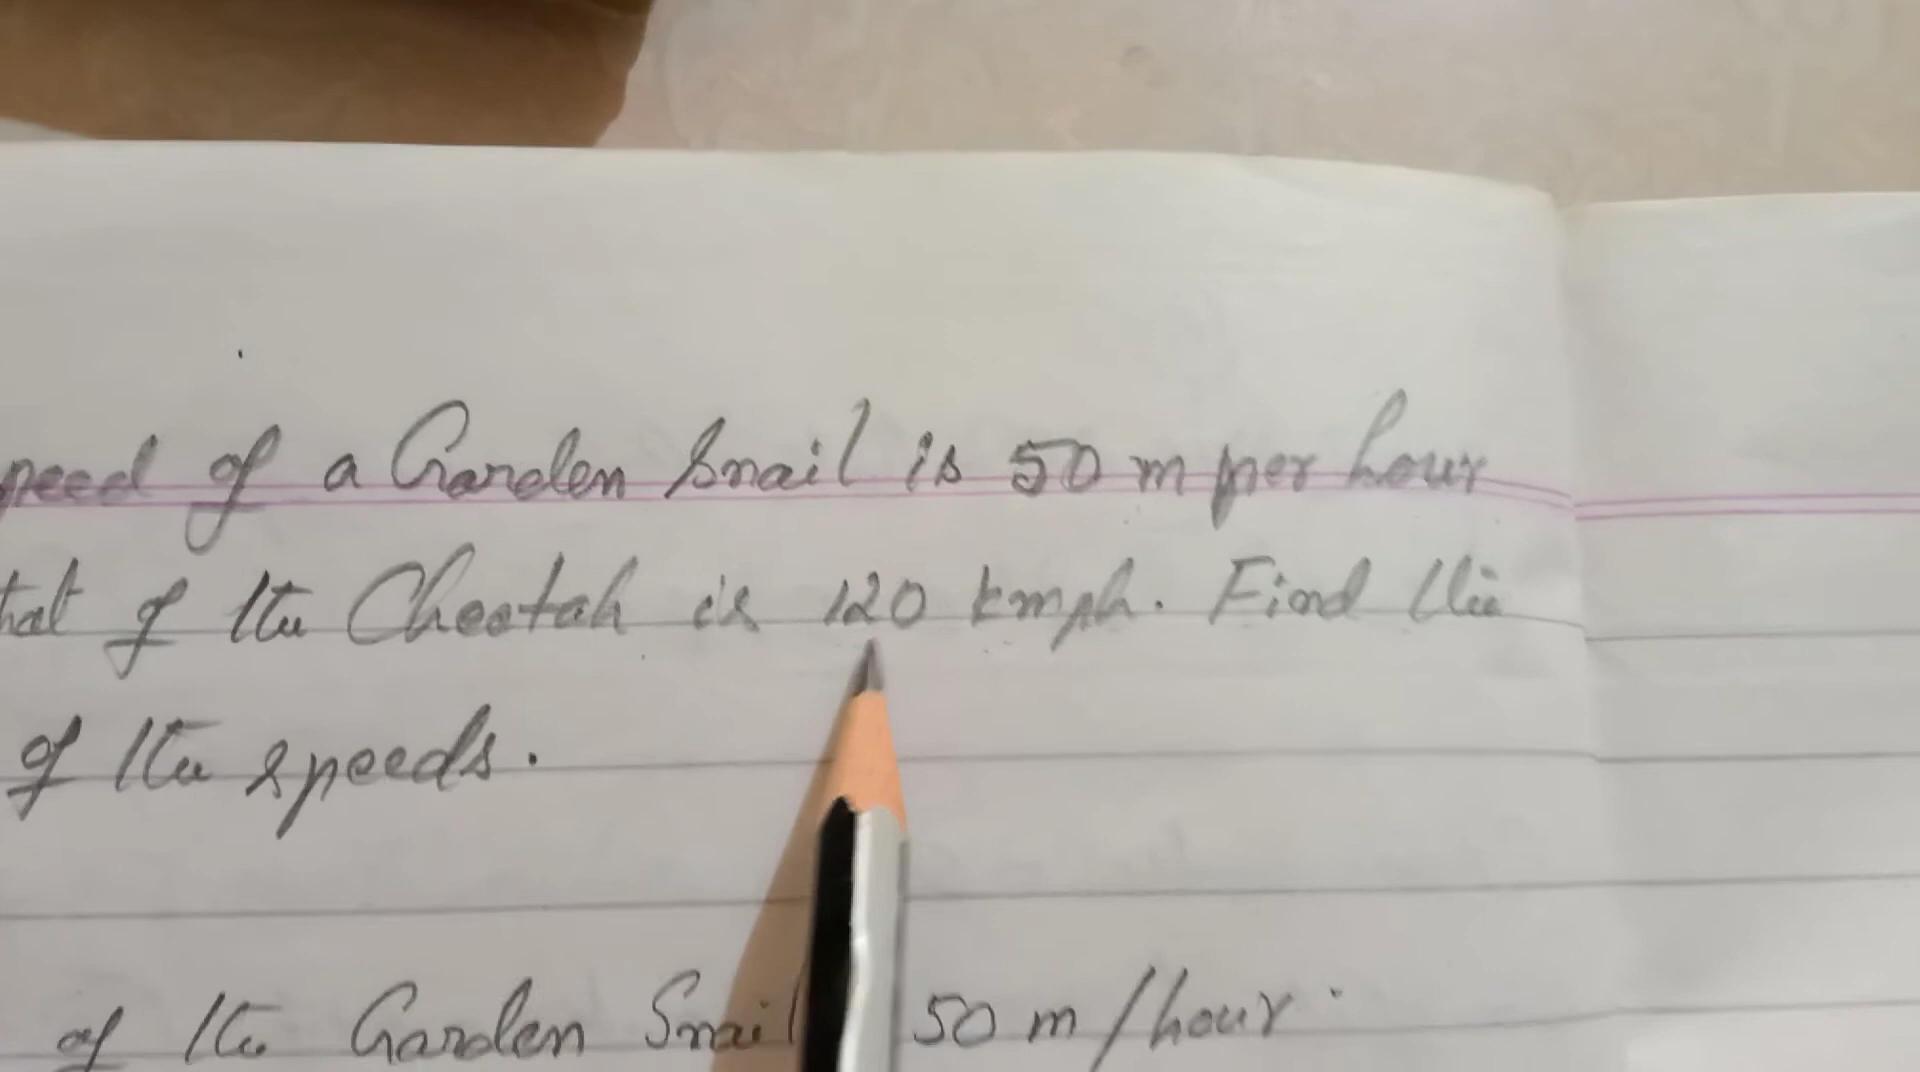 peed of a Garden Snail is 50 m per hour
hat of the Cheetah is 120 kmph. Find the
of the speeds.
of the Garden Snail 50 m/hour.